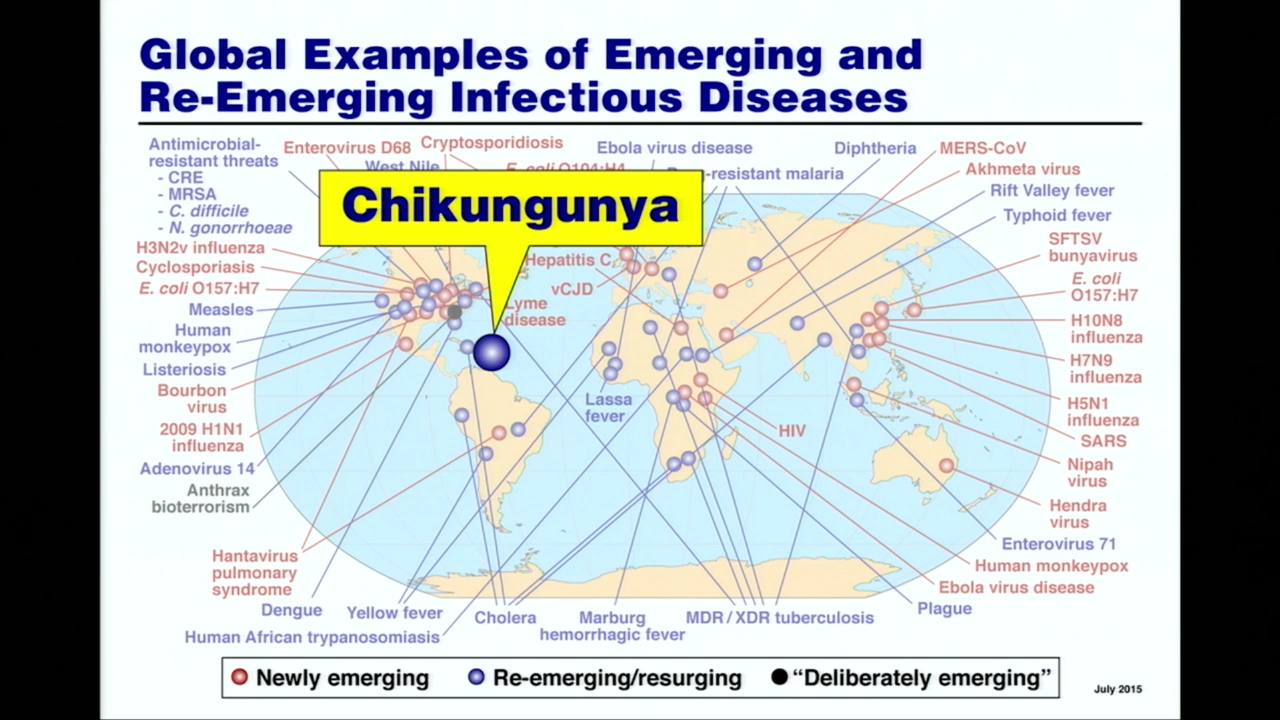 Global Examples of Emerging and
Re-Emerging Infectious Diseases
Antimicrobial-
resistant threats
- CRE
- MRSA
- C. difficile
- N. gonorrhoeae
H3N2v influenza
Cyclosporiasis
E. coli O157:H7
Measles
Human
monkeypox
Listeriosis
Bourbon
virus
2009 H1N1
influenza
Adenovirus 14
Anthrax
bioterrorism
Hantavirus
pulmonary
syndrome
Dengue
Human African trypanosomiasis
Enterovirus D68
Cryptosporidiosis
West Nile
E. coli O104:H4
Chikungunya
Hepatitis C
vCJD
Lyme
disease
Lassa
fever
HIV
Ebola virus disease
-resistant malaria
Diphtheria
MERS-CoV
Akhmeta virus
Rift Valley fever
Typhoid fever
SFTSV
bunyavirus
E. coli
O157:H7
H10N8
influenza
H7N9
influenza
H5N1
influenza
SARS
Nipah
virus
Hendra
virus
Enterovirus 71
Human monkeypox
Ebola virus disease
Plague
Yellow fever
Cholera
Marburg
hemorrhagic fever
MDR / XDR tuberculosis
Newly emerging
Re-emerging/resurging
“Deliberately emerging”
July 2015